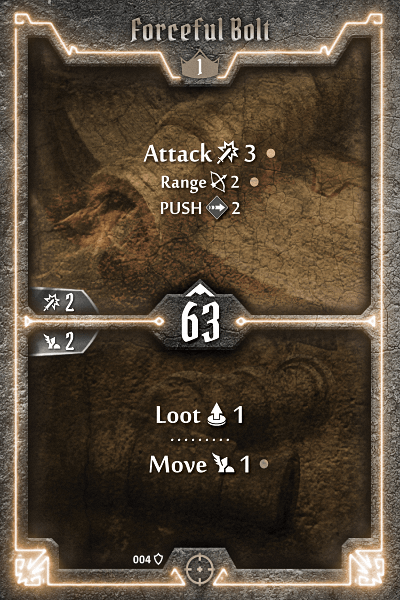 Forceful Bolt
1
Attack 3
Range 2
PUSH 2
2
63
2
Loot 1
Move 1
004